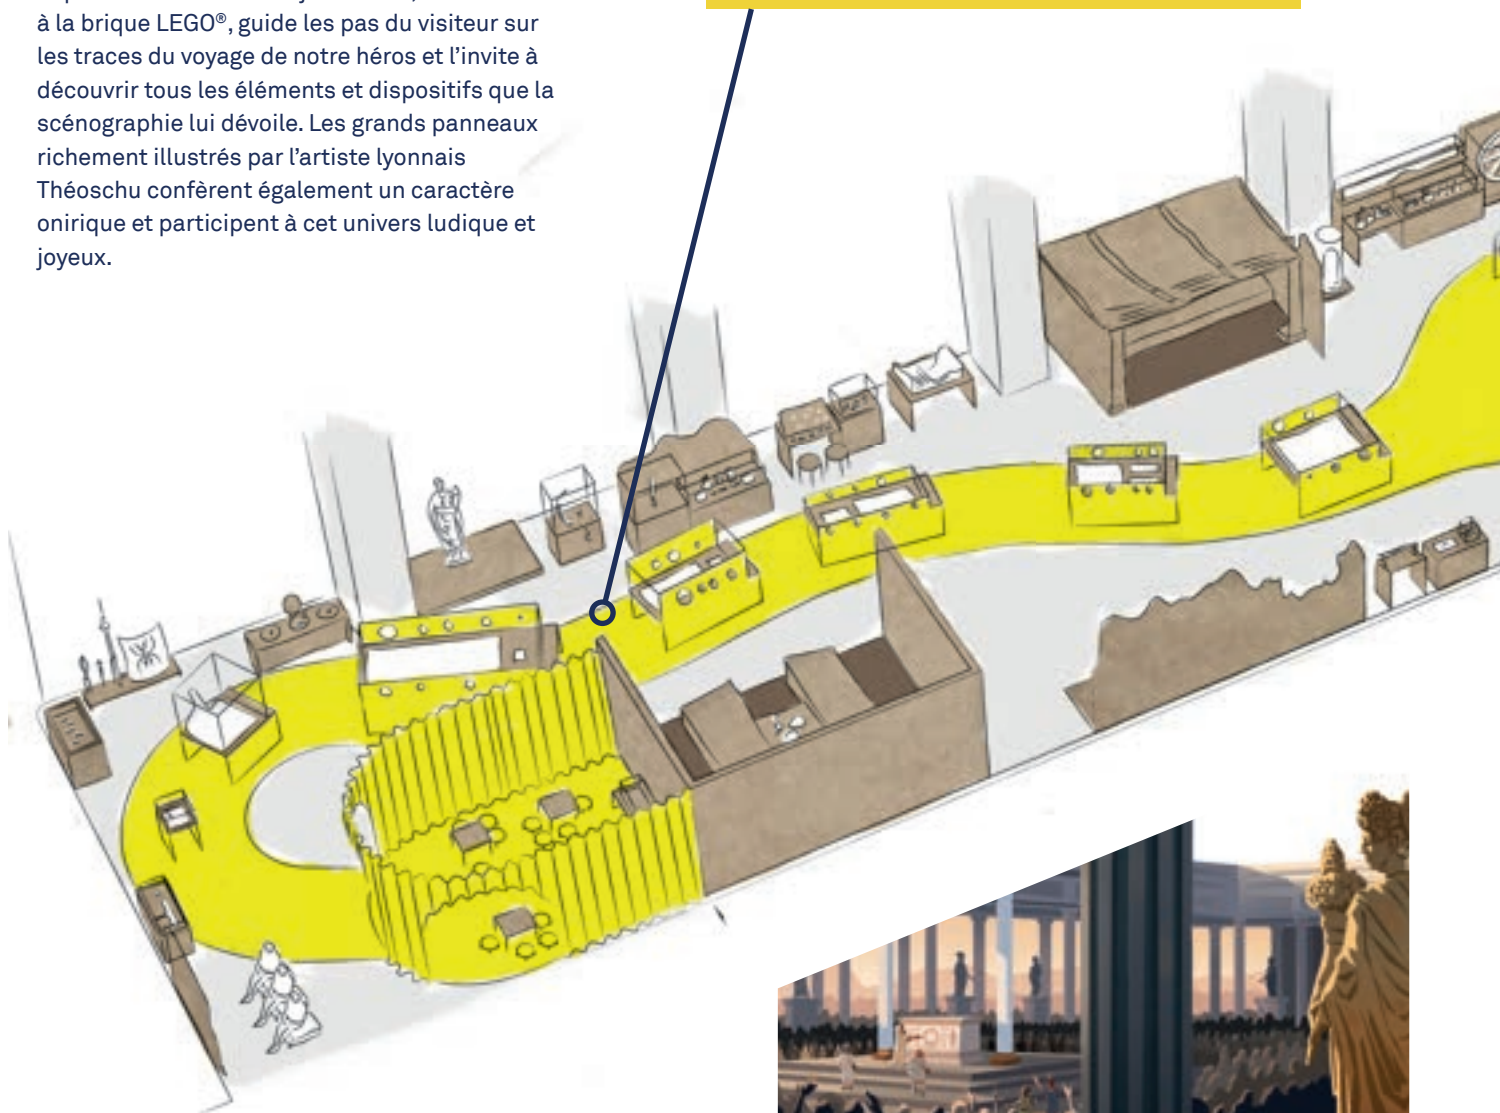 à la brique LEGO®, guide les pas du visiteur sur
les traces du voyage de notre héros et l’invite à
découvrir tous les éléments et dispositifs que la
scénographie lui dévoile. Les grands panneaux
richement illustrés par l’artiste lyonnais
Théoschu confèrent également un caractère
onirique et participent à cet univers ludique et
joyeux.